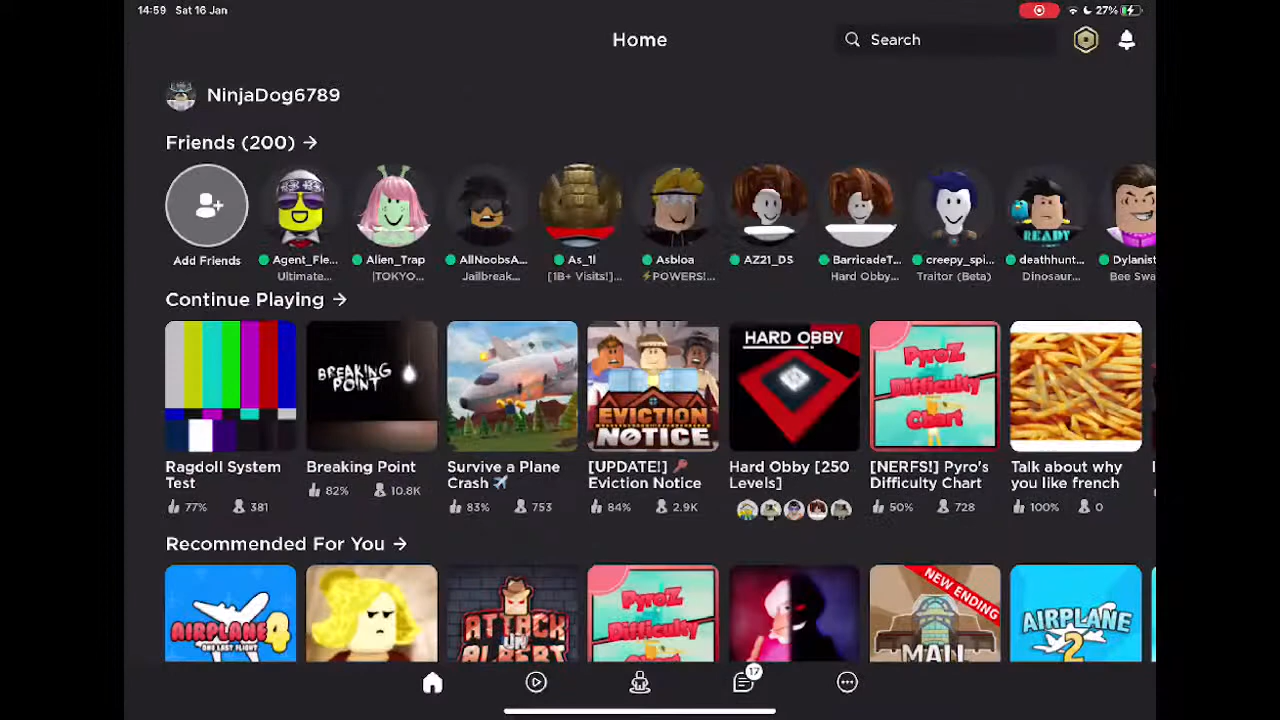 14:59 Sat 16 Jan
27%
Home
Search
NinjaDog6789
Friends (200) →
READY
Add Friends
Agent_Fle... Alien_Trap AllNoobsA... As_1l Asbloa AZ21_DS BarricadeT... creepy_spi... deathhunt... Dylanist
Ultimate... |TOKYO... Jailbreak... [1B+ Visits!]... ⚡POWERS!... Hard Obby... Traitor (Beta) Dinosaur... Bee Swa
Continue Playing →
BREAKING POINT
EVICTION NOTICE
HARD OBBY
PyroZ Difficulty Chart
Ragdoll System Test
77% 381
Breaking Point
82% 10.8K
Survive a Plane Crash ✈️
83% 753
[UPDATE!] Eviction Notice
84% 2.9K
Hard Obby [250 Levels]
[NERFS!] Pyro's Difficulty Chart
50% 728
Talk about why you like french
100% 0
Recommended For You →
AIRPLANE 4
ONE LAST FLIGHT
ATTACK ALBERT
PyroZ Difficulty Chart
NEW ENDING
MAN
AIRPLANE 2
17